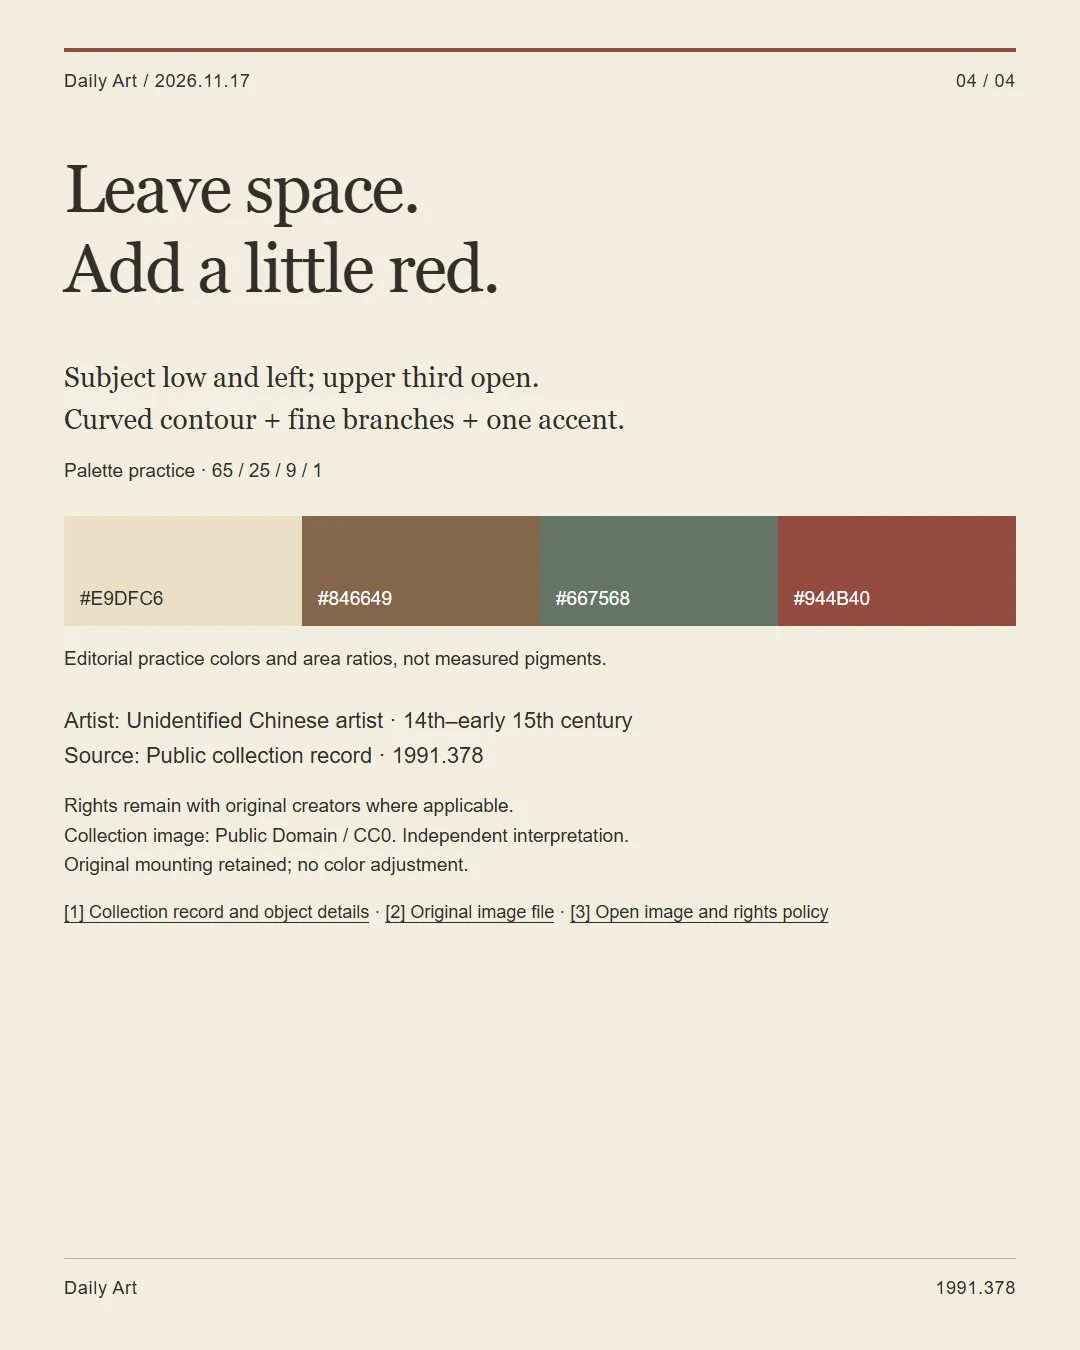 Daily Art / 2026.11.17
04 / 04
Leave space.
Add a little red.
Subject low and left; upper third open.
Curved contour + fine branches + one accent.
Palette practice · 65 / 25 / 9 / 1
#E9DFC6
#846649
#667568
#944B40
Editorial practice colors and area ratios, not measured pigments.
Artist: Unidentified Chinese artist · 14th–early 15th century
Source: Public collection record · 1991.378
Rights remain with original creators where applicable.
Collection image: Public Domain / CC0. Independent interpretation.
Original mounting retained; no color adjustment.
[1] Collection record and object details · [2] Original image file · [3] Open image and rights policy
Daily Art
1991.378